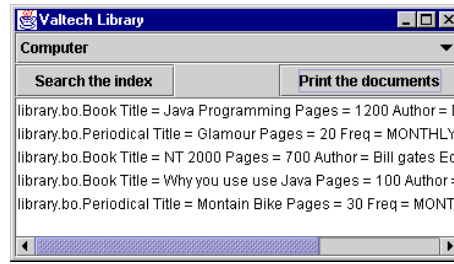 Valtech Library
Computer
Search the index Print the documents
library.bo.Book Title = Java Programming Pages = 1200 Author =
library.bo.Periodical Title = Glamour Pages = 20 Freq = MONTHLY
library.bo.Book Title = NT 2000 Pages = 700 Author = Bill gates Ec
library.bo.Book Title = Why you use use Java Pages = 100 Author =
library.bo.Periodical Title = Montain Bike Pages = 30 Freq = MONT